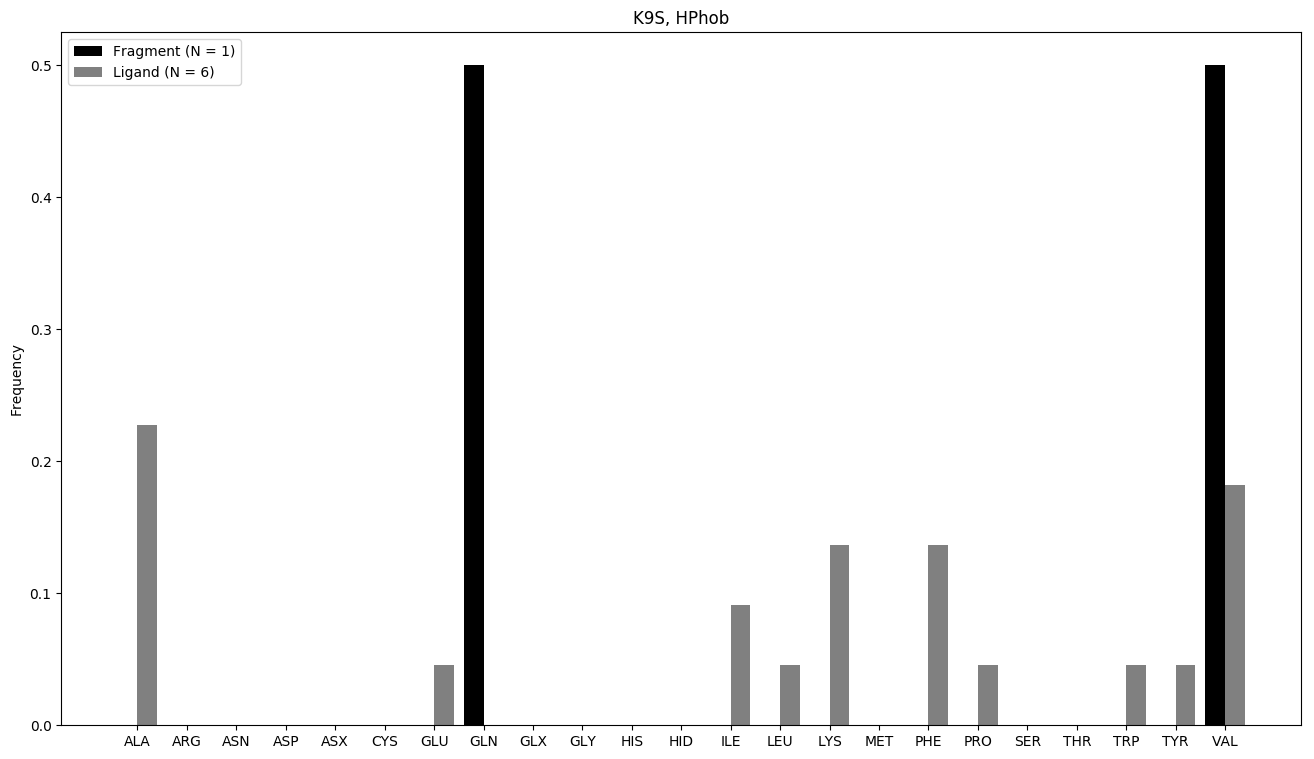 K9S, HPhob
Fragment (N = 1)
Ligand (N = 6)
Frequency
0.5
0.4
0.3
0.2
0.1
0.0
ALA ARG ASN ASP ASX CYS GLU GLN GLX GLY HIS HID ILE LEU LYS MET PHE PRO SER THR TRP TYR VAL